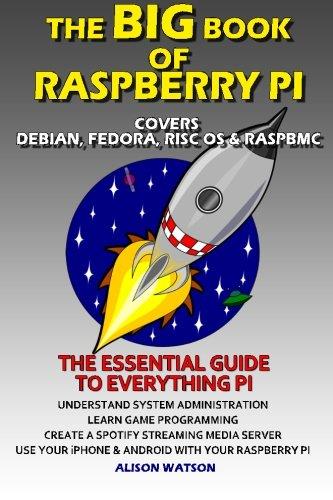 THE BIG BOOK
OF
RASPBERRY PI
COVERS
DEBIAN, FEDORA, RISC OS & RASPBMC
THE ESSENTIAL GUIDE
TO EVERYTHING PI
UNDERSTAND SYSTEM ADMINISTRATION
LEARN GAME PROGRAMMING
CREATE A SPOTIFY STREAMING MEDIA SERVER
USE YOUR iPHONE & ANDROID WITH YOUR RASPBERRY PI
ALISON WATSON